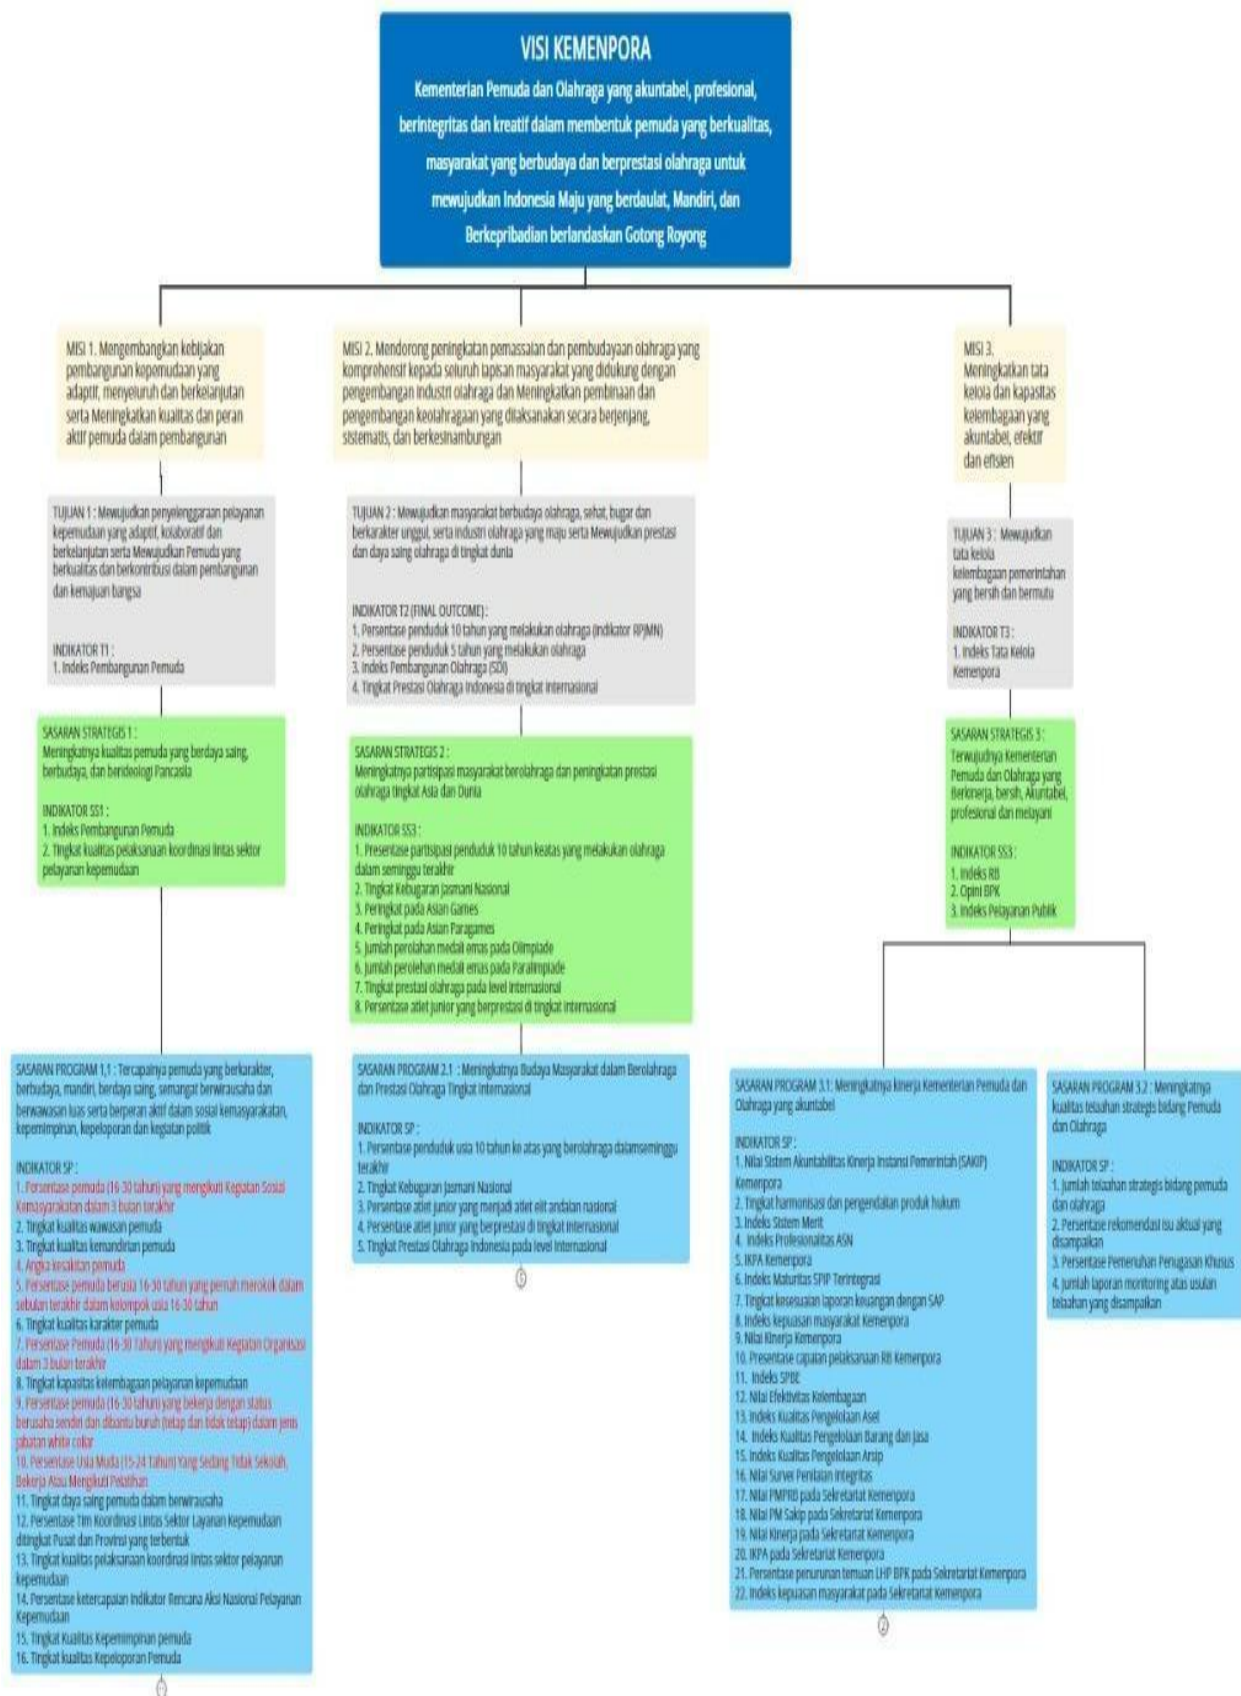 VISI KEMENPORA
Kementerian Pemuda dan Olahraga yang akuntabel, profesional,
berintegritas dan kreatif dalam membentuk pemuda yang berkualitas,
masyarakat yang berbudaya dan berprestasi olahraga untuk
mewujudkan Indonesia Maju yang berdaulat, Mandiri, dan
Berkepribadian berlandaskan Gotong Royong
MISI 1. Mengembangkan kebijakan
pembangunan kepemudaan yang
adaptif, menyeluruh dan berkelanjutan
serta Meningkatkan kualitas dan peran
aktif pemuda dalam pembangunan
TUJUAN 1 : Mewujudkan penyelenggaraan pelayanan
kepemudaan yang adaptif, kolaboratif dan
berkelanjutan serta Mewujudkan Pemuda yang
berkualitas dan berkontribusi dalam pembangunan
dan kemajuan bangsa
INDIKATOR T1 :
1. Indeks Pembangunan Pemuda
SASARAN STRATEGIS 1 :
Meningkatnya kualitas pemuda yang berdaya saing,
berbudaya, dan berideologi Pancasila
INDIKATOR SS1 :
1. Indeks Pembangunan Pemuda
2. Tingkat kualitas pelaksanaan koordinasi lintas sektor
pelayanan kepemudaan
SASARAN PROGRAM 1,1 : Tercapainya pemuda yang berkarakter,
berbudaya, mandiri, berdaya saing, semangat berwirausaha dan
berwawasan luas serta berperan aktif dalam sosial kemasyarakatan,
kepemimpinan, kepeloporan dan kegiatan politik
INDIKATOR SP :
1. Persentase pemuda (16-30 tahun) yang mengikuti Kegiatan Sosial
Kemasyarakatan dalam 3 bulan terakhir
2. Tingkat kualitas wawasan pemuda
3. Tingkat kualitas kemandirian pemuda
4. Angka kesakitan pemuda
5. Persentase pemuda berusia 16-30 tahun yang pernah merokok dalam
sebulan terakhir dalam kelompok usia 16-30 tahun
6. Tingkat kualitas karakter pemuda
7. Persentase Pemuda (16-30 Tahun) yang mengikuti Kegiatan Organisasi
dalam 3 bulan terakhir
8. Tingkat kapasitas kelembagaan pelayanan kepemudaan
9. Persentase pemuda (16-30 tahun) yang bekerja dengan status
berusaha sendiri dan dibantu buruh (tetap dan tidak tetap) dalam jenis
jabatan white collar
10. Persentase Usia Muda (15-24 Tahun) Yang Sedang Tidak Sekolah,
Bekerja Atau Mengikuti Pelatihan
11. Tingkat daya saing pemuda dalam berwirausaha
12. Persentase Tim Koordinasi Lintas Sektor Layanan Kepemudaan
ditingkat Pusat dan Provinsi yang terbentuk
13. Tingkat kualitas pelaksanaan koordinasi lintas sektor pelayanan
kepemudaan
14. Persentase ketercapaian Indikator Rencana Aksi Nasional Pelayanan
Kepemudaan
15. Tingkat Kualitas Kepemimpinan pemuda
16. Tingkat kualitas Kepeloporan Pemuda
MISI 2. Mendorong peningkatan pemassalan dan pembudayaan olahraga yang
komprehensif kepada seluruh lapisan masyarakat yang didukung dengan
pengembangan industri olahraga dan Meningkatkan pembinaan dan
pengembangan keolahragaan yang dilaksanakan secara berjenjang,
sistematis, dan berkesinambungan
TUJUAN 2 : Mewujudkan masyarakat berbudaya olahraga, sehat, bugar dan
berkarakter unggul, serta industri olahraga yang maju serta Mewujudkan prestasi
dan daya saing olahraga di tingkat dunia
INDIKATOR T2 (FINAL OUTCOME) :
1. Persentase penduduk 10 tahun yang melakukan olahraga (Indikator RPJMN)
2. Persentase penduduk 5 tahun yang melakukan olahraga
3. Indeks Pembangunan Olahraga (SDI)
4. Tingkat Prestasi Olahraga Indonesia di tingkat internasional
SASARAN STRATEGIS 2 :
Meningkatnya partisipasi masyarakat berolahraga dan peningkatan prestasi
olahraga tingkat Asia dan Dunia
INDIKATOR SS3 :
1. Presentase partisipasi penduduk 10 tahun keatas yang melakukan olahraga
dalam seminggu terakhir
2. Tingkat Kebugaran Jasmani Nasional
3. Peringkat pada Asian Games
4. Peringkat pada Asian Paragames
5. Jumlah perolahan medali emas pada Olimpiade
6. Jumlah perolehan medali emas pada Paralimpiade
7. Tingkat prestasi olahraga pada level internasional
8. Persentase atlet junior yang berprestasi di tingkat internasional
SASARAN PROGRAM 2.1 : Meningkatnya Budaya Masyarakat dalam Berolahraga
dan Prestasi Olahraga Tingkat Internasional
INDIKATOR SP :
1. Persentase penduduk usia 10 tahun ke atas yang berolahraga dalamseminggu
terakhir
2. Tingkat Kebugaran Jasmani Nasional
3. Persentase atlet junior yang menjadi atlet elit andalan nasional
4. Persentase atlet junior yang berprestasi di tingkat internasional
5. Tingkat Prestasi Olahraga Indonesia pada level internasional
MISI 3.
Meningkatkan tata
kelola dan kapasitas
kelembagaan yang
akuntabel, efektif
dan efisien
TUJUAN 3 : Mewujudkan
tata kelola
kelembagaan pemerintahan
yang bersih dan bermutu
INDIKATOR T3 :
1. Indeks Tata Kelola
Kemenpora
SASARAN STRATEGIS 3 :
Terwujudnya Kementerian
Pemuda dan Olahraga yang
Berkinerja, bersih, Akuntabel,
profesional dan melayani
INDIKATOR SS3 :
1. Indeks RB
2. Opini BPK
3. Indeks Pelayanan Publik
SASARAN PROGRAM 3.1: Meningkatnya kinerja Kementerian Pemuda dan
Olahraga yang akuntabel
INDIKATOR SP :
1. Nilai Sistem Akuntabilitas Kinerja Instansi Pemerintah (SAKIP)
Kemenpora
2. Tingkat harmonisasi dan pengendalian produk hukum
3. Indeks Sistem Merit
4. Indeks Profesionalitas ASN
5. IKPA Kemenpora
6. Indeks Maturitas SPIP Terintegrasi
7. Tingkat kesesuaian laporan keuangan dengan SAP
8. Indeks kepuasan masyarakat Kemenpora
9. Nilai Kinerja Kemenpora
10. Presentase capaian pelaksanaan RB Kemenpora
11. Indeks SPBE
12. Nilai Efektivitas Kelembagaan
13. Indeks Kualitas Pengelolaan Aset
14. Indeks Kualitas Pengelolaan Barang dan Jasa
15. Indeks Kualitas Pengelolaan Arsip
16. Nilai Survei Penilaian Integritas
17. Nilai PMPRB pada Sekretariat Kemenpora
18. Nilai PM Sakip pada Sekretariat Kemenpora
19. Nilai Kinerja pada Sekretariat Kemenpora
20. IKPA pada Sekretariat Kemenpora
21. Persentase penurunan temuan LHP BPK pada Sekretariat Kemenpora
22. Indeks kepuasan masyarakat pada Sekretariat Kemenpora
2
SASARAN PROGRAM 3.2 : Meningkatnya
kualitas telaahan strategis bidang Pemuda
dan Olahraga
INDIKATOR SP :
1. Jumlah telaahan strategis bidang pemuda
dan olahraga
2. Persentase rekomendasi isu aktual yang
disampaikan
3. Persentase Pemenuhan Penugasan Khusus
4. Jumlah laporan monitoring atas usulan
telaahan yang disampaikan